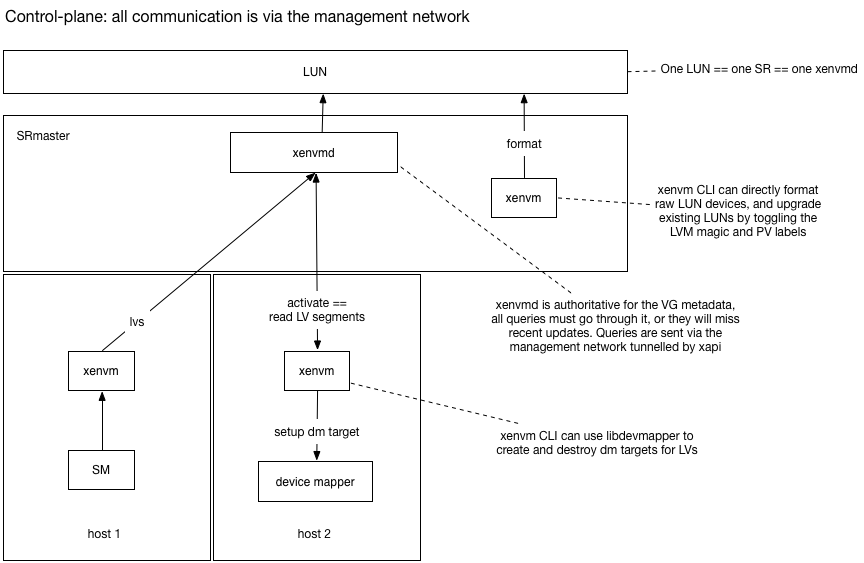 Control-plane: all communication is via the management network
LUN
One LUN == one SR == one xenvmd
SRmaster
xenvmd
format
xenvm
xenvm CLI can directly format
raw LUN devices, and upgrade
existing LUNs by toggling the
LVM magic and PV labels
activate ==
read LV segments
lvs
xenvmd is authoritative for the VG metadata,
all queries must go through it, or they will miss
recent updates. Queries are sent via the
management network tunnelled by xapi
xenvm
xenvm
setup dm target
xenvm CLI can use libdevmapper to
create and destroy dm targets for LVs
SM
device mapper
host 1
host 2